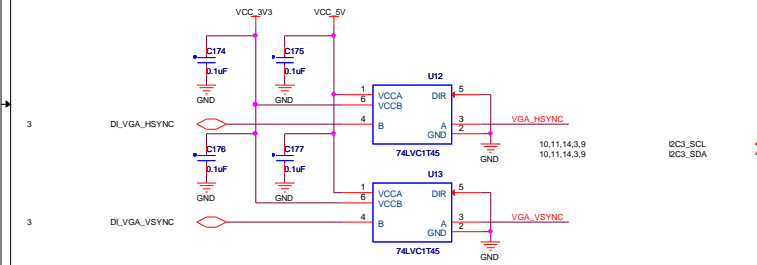 VCC_3V3 VCC_5V
C174 C175
0.1uF 0.1uF
GND GND
U12
1 VCCA DIR 5
6 VCCB
3 DI_VGA_HSYNC 4 B A 3 VGA_HSYNC
GND 2
74LVC1T45
GND
10,11,14,3,9 I2C3_SCL
10,11,14,3,9 I2C3_SDA
C176 C177
0.1uF 0.1uF
GND GND
U13
1 VCCA DIR 5
6 VCCB
3 DI_VGA_VSYNC 4 B A 3 VGA_VSYNC
GND 2
74LVC1T45
GND